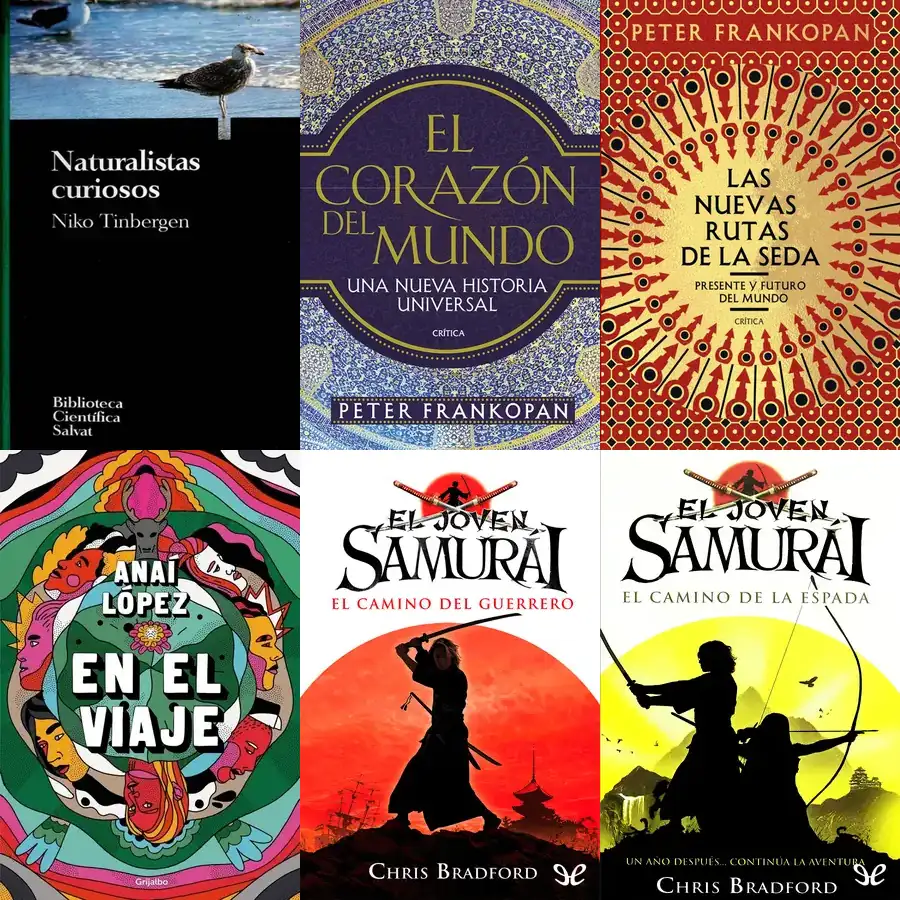 Naturalistas
curiosos
Niko Tinbergen
Biblioteca
Científica
Salvat
EL
CORAZÓN
DEL
MUNDO
UNA NUEVA HISTORIA
UNIVERSAL
CRÍTICA
PETER FRANKOPAN
PETER FRANKOPAN
LAS
NUEVAS
RUTAS
DE LA SEDA
PRESENTE Y FUTURO
DEL MUNDO
CRÍTICA
ANAÍ
LÓPEZ
EN EL
VIAJE
Grijalbo
EL JOVEN
SAMURÁI
EL CAMINO DEL GUERRERO
CHRIS BRADFORD
EL JOVEN
SAMURÁI
EL CAMINO DE LA ESPADA
UN AÑO DESPUÉS... CONTINÚA LA AVENTURA
CHRIS BRADFORD